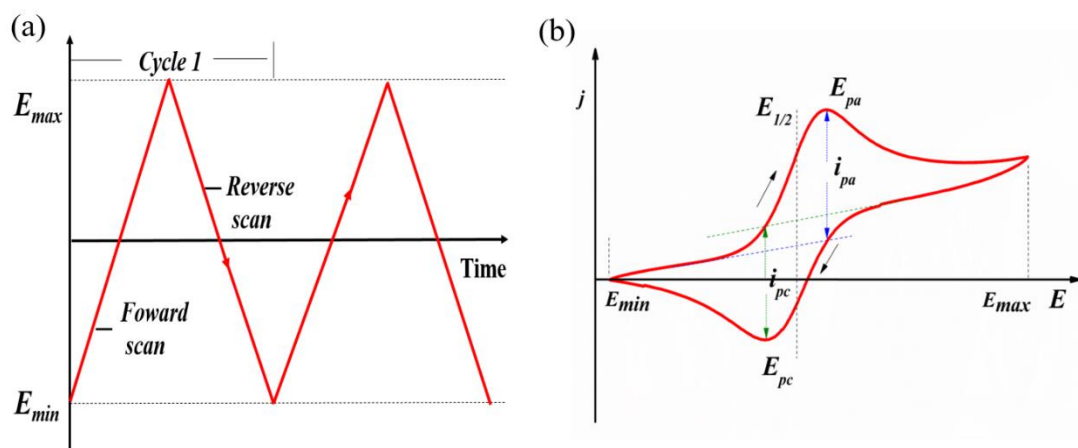 (a)
Cycle 1
E_max
Reverse
scan
Time
Foward
scan
E_min
(b)
j
E_1/2
E_pa
i_pa
i_pc
E_min
E_max
E
E_pc